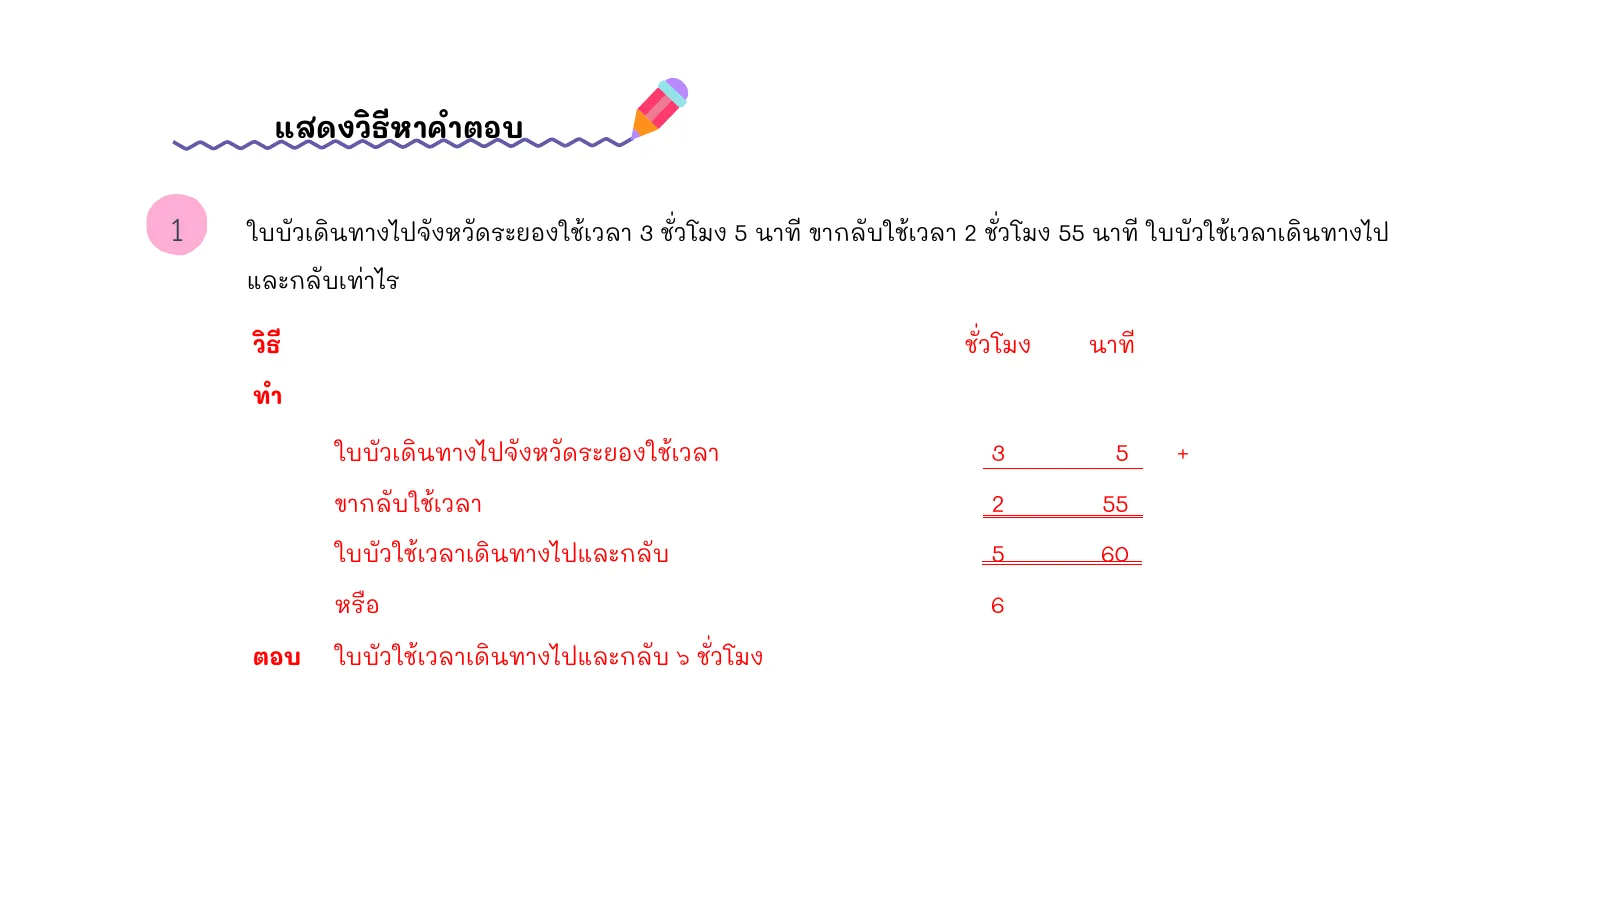 แสดงวิธีหาคำตอบ
1
ใบบัวเดินทางไปจังหวัดระยองใช้เวลา 3 ชั่วโมง 5 นาที ขากลับใช้เวลา 2 ชั่วโมง 55 นาที ใบบัวใช้เวลาเดินทางไป
และกลับเท่าไร
วิธี ชั่วโมง นาที
ทำ
ใบบัวเดินทางไปจังหวัดระยองใช้เวลา 3 5 +
ขากลับใช้เวลา 2 55
ใบบัวใช้เวลาเดินทางไปและกลับ 5 60
หรือ 6
ตอบ ใบบัวใช้เวลาเดินทางไปและกลับ ๖ ชั่วโมง